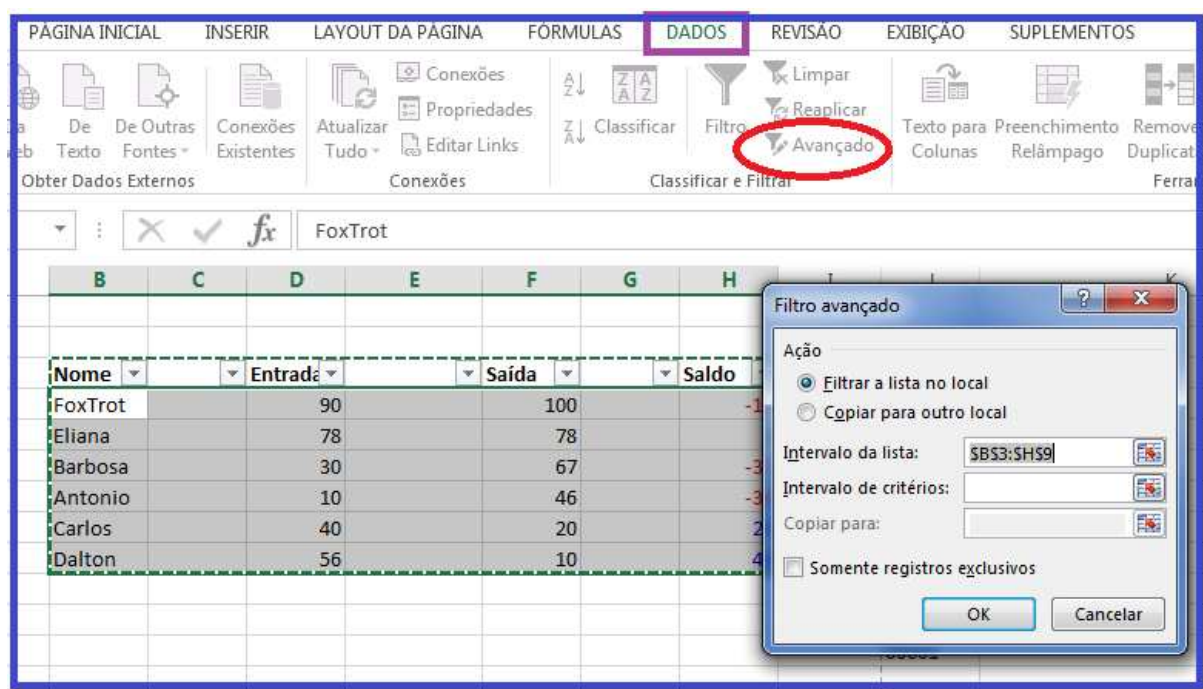 PÁGINA INICIAL INSERIR LAYOUT DA PÁGINA FÓRMULAS DADOS REVISÃO EXIBIÇÃO SUPLEMENTOS
Conexões Limpar
Propriedades Reaplicar
De De Outras Conexões Atualizar Classificar Filtro Texto para Preenchimento
Texto Fontes Existentes Tudo Editar Links Avançado Colunas Relâmpago
Obter Dados Externos Conexões Classificar e Filtrar
fx FoxTrot
B C D E F G H
Nome Entrada Saída Saldo
FoxTrot 90 100
Eliana 78 78
Barbosa 30 67
Antonio 10 46
Carlos 40 20
Dalton 56 10
Filtro avançado
Ação
Filtrar a lista no local
Copiar para outro local
Intervalo da lista: $B$3:$H$9
Intervalo de critérios:
Copiar para:
Somente registros exclusivos
OK Cancelar